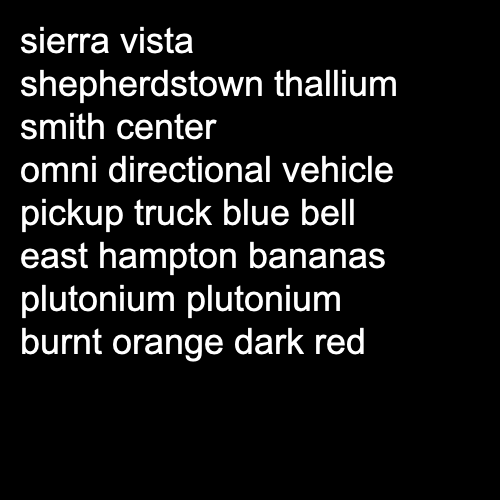 sierra vista
shepherdstown thallium
smith center
omni directional vehicle
pickup truck blue bell
east hampton bananas
plutonium plutonium
burnt orange dark red